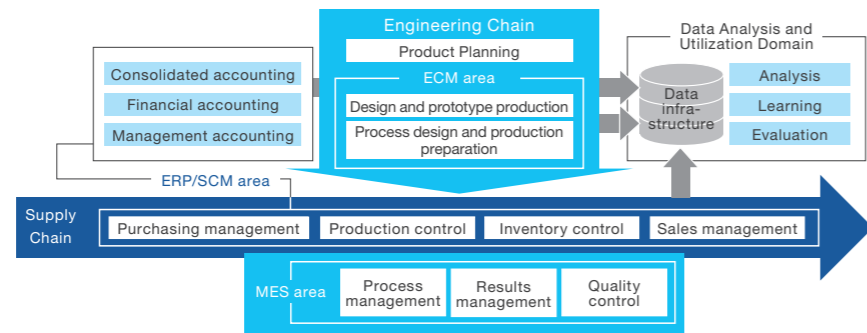 Engineering Chain
Product Planning
ECM area
Design and prototype production
Process design and production
preparation
Consolidated accounting
Financial accounting
Management accounting
Data Analysis and
Utilization Domain
Data
infra-
structure
Analysis
Learning
Evaluation
ERP/SCM area
Supply
Chain
Purchasing management
Production control
Inventory control
Sales management
MES area
Process
management
Results
management
Quality
control